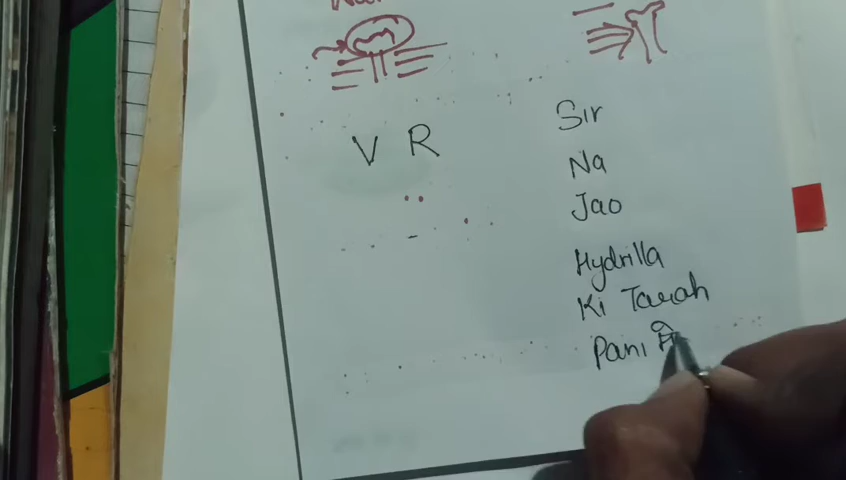 V R
Sir
Na
Jao
Hydrilla
Ki Tarah
Pani में